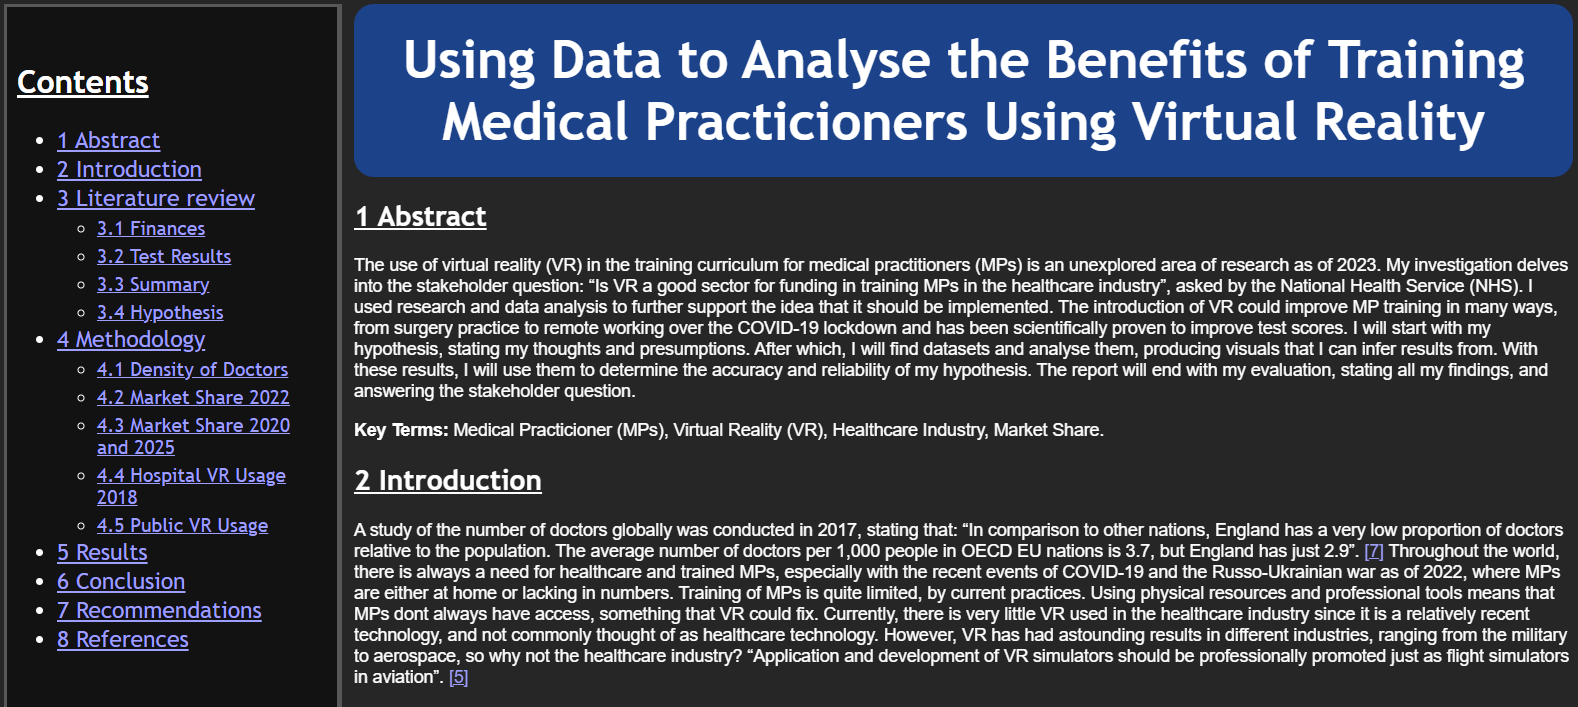 Contents
1 Abstract
2 Introduction
3 Literature review
3.1 Finances
3.2 Test Results
3.3 Summary
3.4 Hypothesis
4 Methodology
4.1 Density of Doctors
4.2 Market Share 2022
4.3 Market Share 2020
and 2025
4.4 Hospital VR Usage
2018
4.5 Public VR Usage
5 Results
6 Conclusion
7 Recommendations
8 References
Using Data to Analyse the Benefits of Training
Medical Practicioners Using Virtual Reality
1 Abstract
The use of virtual reality (VR) in the training curriculum for medical practitioners (MPs) is an unexplored area of research as of 2023. My investigation delves
into the stakeholder question: “Is VR a good sector for funding in training MPs in the healthcare industry”, asked by the National Health Service (NHS). I
used research and data analysis to further support the idea that it should be implemented. The introduction of VR could improve MP training in many ways,
from surgery practice to remote working over the COVID-19 lockdown and has been scientifically proven to improve test scores. I will start with my
hypothesis, stating my thoughts and presumptions. After which, I will find datasets and analyse them, producing visuals that I can infer results from. With
these results, I will use them to determine the accuracy and reliability of my hypothesis. The report will end with my evaluation, stating all my findings, and
answering the stakeholder question.
Key Terms: Medical Practicioner (MPs), Virtual Reality (VR), Healthcare Industry, Market Share.
2 Introduction
A study of the number of doctors globally was conducted in 2017, stating that: “In comparison to other nations, England has a very low proportion of doctors
relative to the population. The average number of doctors per 1,000 people in OECD EU nations is 3.7, but England has just 2.9”. [7] Throughout the world,
there is always a need for healthcare and trained MPs, especially with the recent events of COVID-19 and the Russo-Ukrainian war as of 2022, where MPs
are either at home or lacking in numbers. Training of MPs is quite limited, by current practices. Using physical resources and professional tools means that
MPs dont always have access, something that VR could fix. Currently, there is very little VR used in the healthcare industry since it is a relatively recent
technology, and not commonly thought of as healthcare technology. However, VR has had astounding results in different industries, ranging from the military
to aerospace, so why not the healthcare industry? “Application and development of VR simulators should be professionally promoted just as flight simulators
in aviation”. [5]